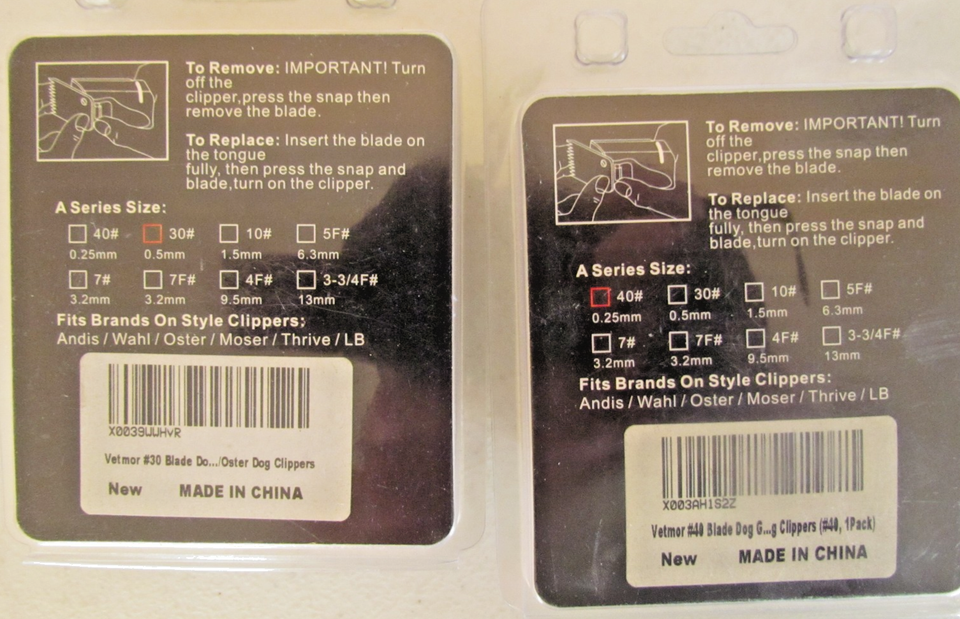 To Remove: IMPORTANT! Turn
off the
clipper,press the snap then
remove the blade.
To Replace: Insert the blade on
the tongue
fully, then press the snap and
blade,turn on the clipper.
A Series Size:
40# 30# 10# 5F#
0.25mm 0.5mm 1.5mm 6.3mm
7# 7F# 4F# 3-3/4F#
3.2mm 3.2mm 9.5mm 13mm
Fits Brands On Style Clippers:
Andis / Wahl / Oster / Moser / Thrive / LB
X0039WWHvR
Vetmor #30 Blade Do.../Oster Dog Clippers
New MADE IN CHINA
To Remove: IMPORTANT! Turn
off the
clipper,press the snap then
remove the blade.
To Replace: Insert the blade on
the tongue
fully, then press the snap and
blade,turn on the clipper.
A Series Size:
40# 30# 10# 5F#
0.25mm 0.5mm 1.5mm 6.3mm
7# 7F# 4F# 3-3/4F#
3.2mm 3.2mm 9.5mm 13mm
Fits Brands On Style Clippers:
Andis / Wahl / Oster / Moser / Thrive / LB
X003AH1S2Z
Vetmor #40 Blade Dog G...g Clippers (#40, 1Pack)
New MADE IN CHINA